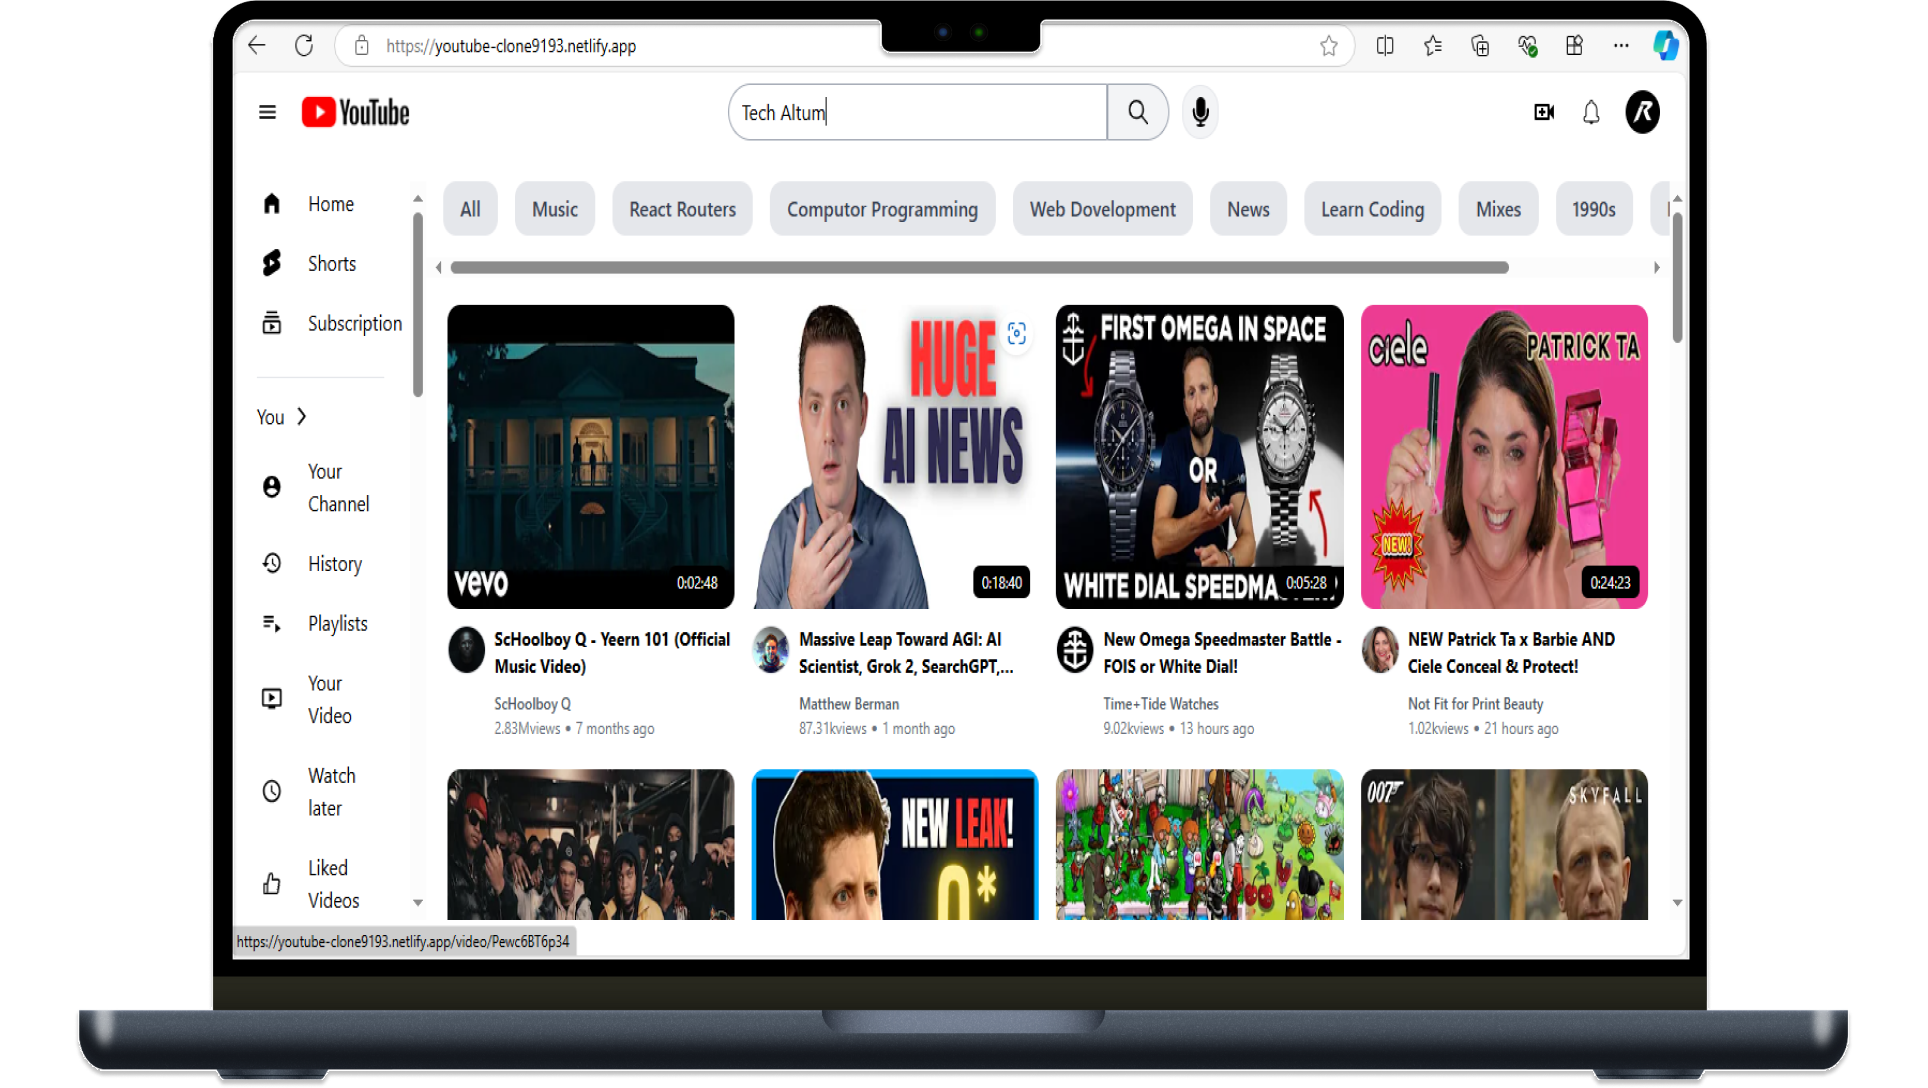 https://youtube-clone9193.netlify.app
YouTube
Tech Altum
Home
Shorts
Subscription
You
Your
Channel
History
Playlists
Your
Video
Watch
later
Liked
Videos
All
Music
React Routers
Computor Programming
Web Dovelopment
News
Learn Coding
Mixes
1990s
vevo
0:02:48
ScHoolboy Q - Yeern 101 (Official
Music Video)
ScHoolboy Q
2.83Mviews • 7 months ago
HUGE
AI NEWS
0:18:40
Massive Leap Toward AGI: AI
Scientist, Grok 2, SearchGPT,...
Matthew Berman
87.31kviews • 1 month ago
FIRST OMEGA IN SPACE
OR
WHITE DIAL SPEEDMASTER!
0:05:28
New Omega Speedmaster Battle -
FOIS or White Dial!
Time+Tide Watches
9.02kviews • 13 hours ago
ciele
PATRICK TA
NEW!
0:24:23
NEW Patrick Ta x Barbie AND
Ciele Conceal & Protect!
Not Fit for Print Beauty
1.02kviews • 21 hours ago
NEW LEAK!
Q*
007
SKYFALL
https://youtube-clone9193.netlify.app/video/Pewc6BT6p34